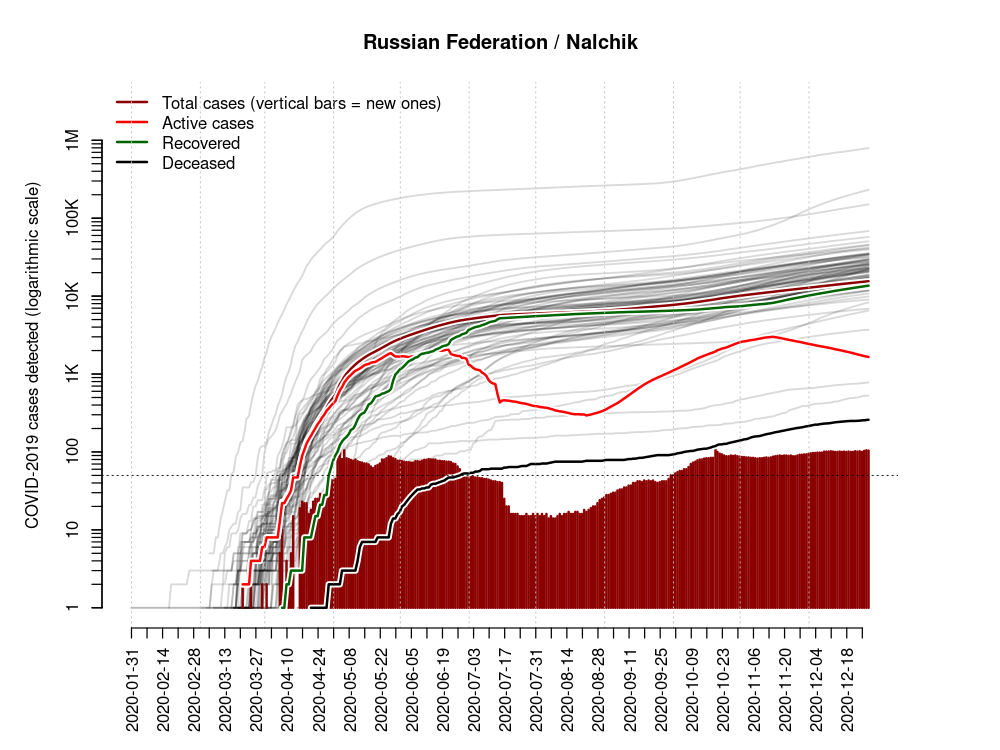 Russian Federation / Nalchik
Total cases (vertical bars = new ones)
Active cases
Recovered
Deceased
COVID-2019 cases detected (logarithmic scale)
1M
100K
10K
1K
100
10
1
2020-01-31
2020-02-14
2020-02-28
2020-03-13
2020-03-27
2020-04-10
2020-04-24
2020-05-08
2020-05-22
2020-06-05
2020-06-19
2020-07-03
2020-07-17
2020-07-31
2020-08-14
2020-08-28
2020-09-11
2020-09-25
2020-10-09
2020-10-23
2020-11-06
2020-11-20
2020-12-04
2020-12-18